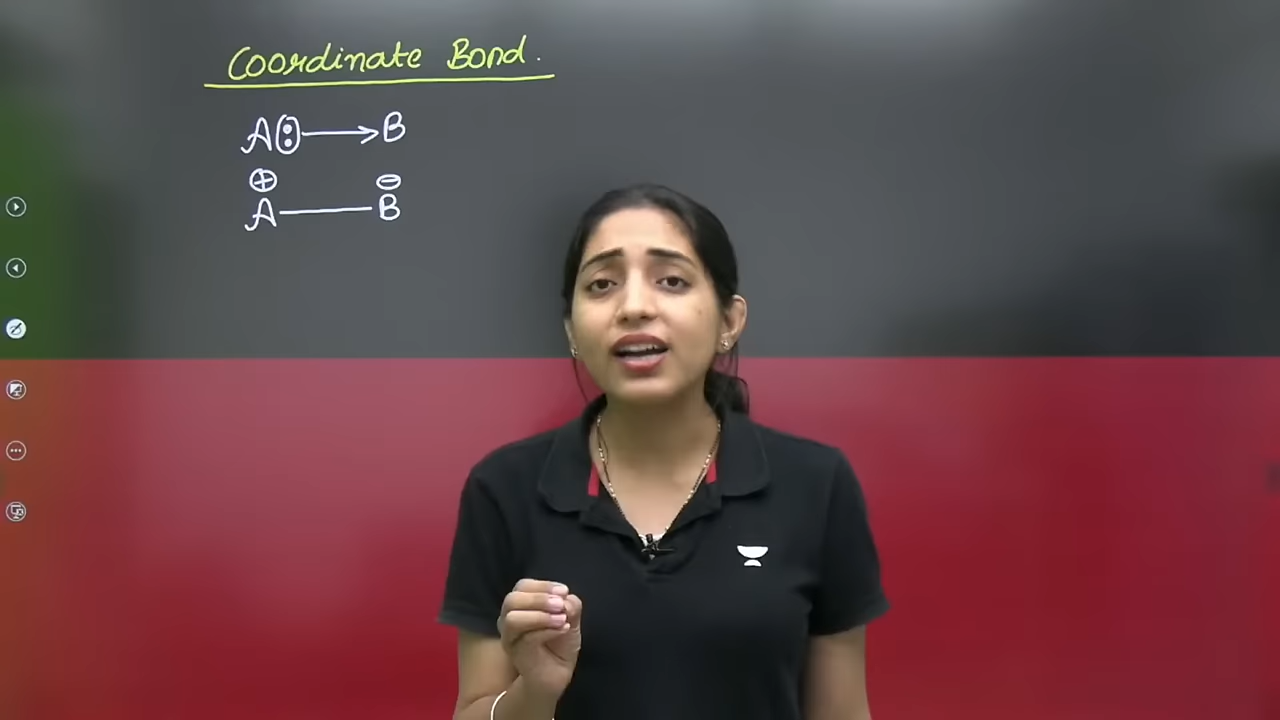 Coordinate Bond.
A: → B
⊕ ⊖
A — B